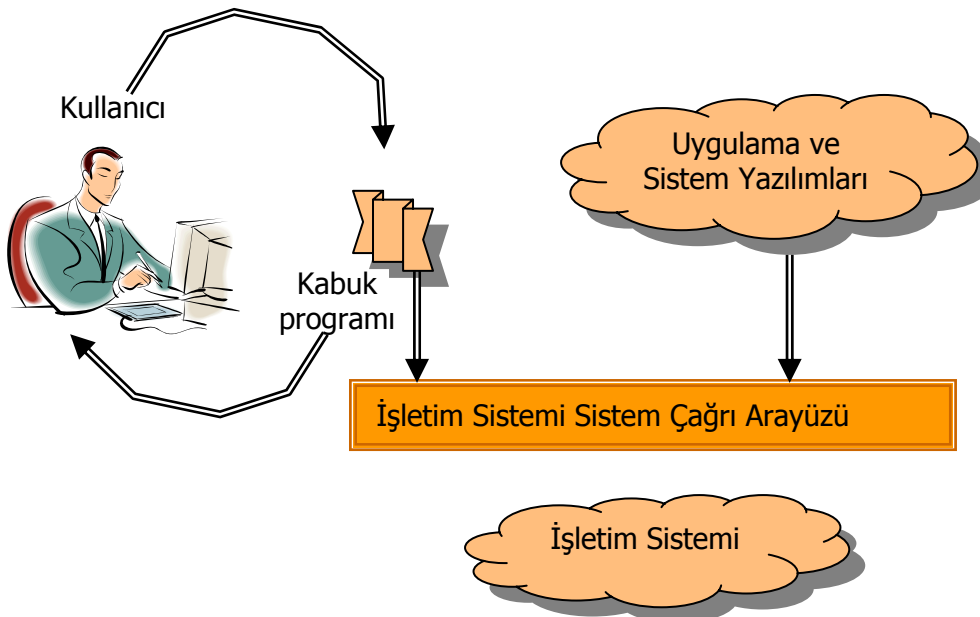 Kullanıcı
Uygulama ve
Sistem Yazılımları
Kabuk
programı
İşletim Sistemi Sistem Çağrı Arayüzü
İşletim Sistemi